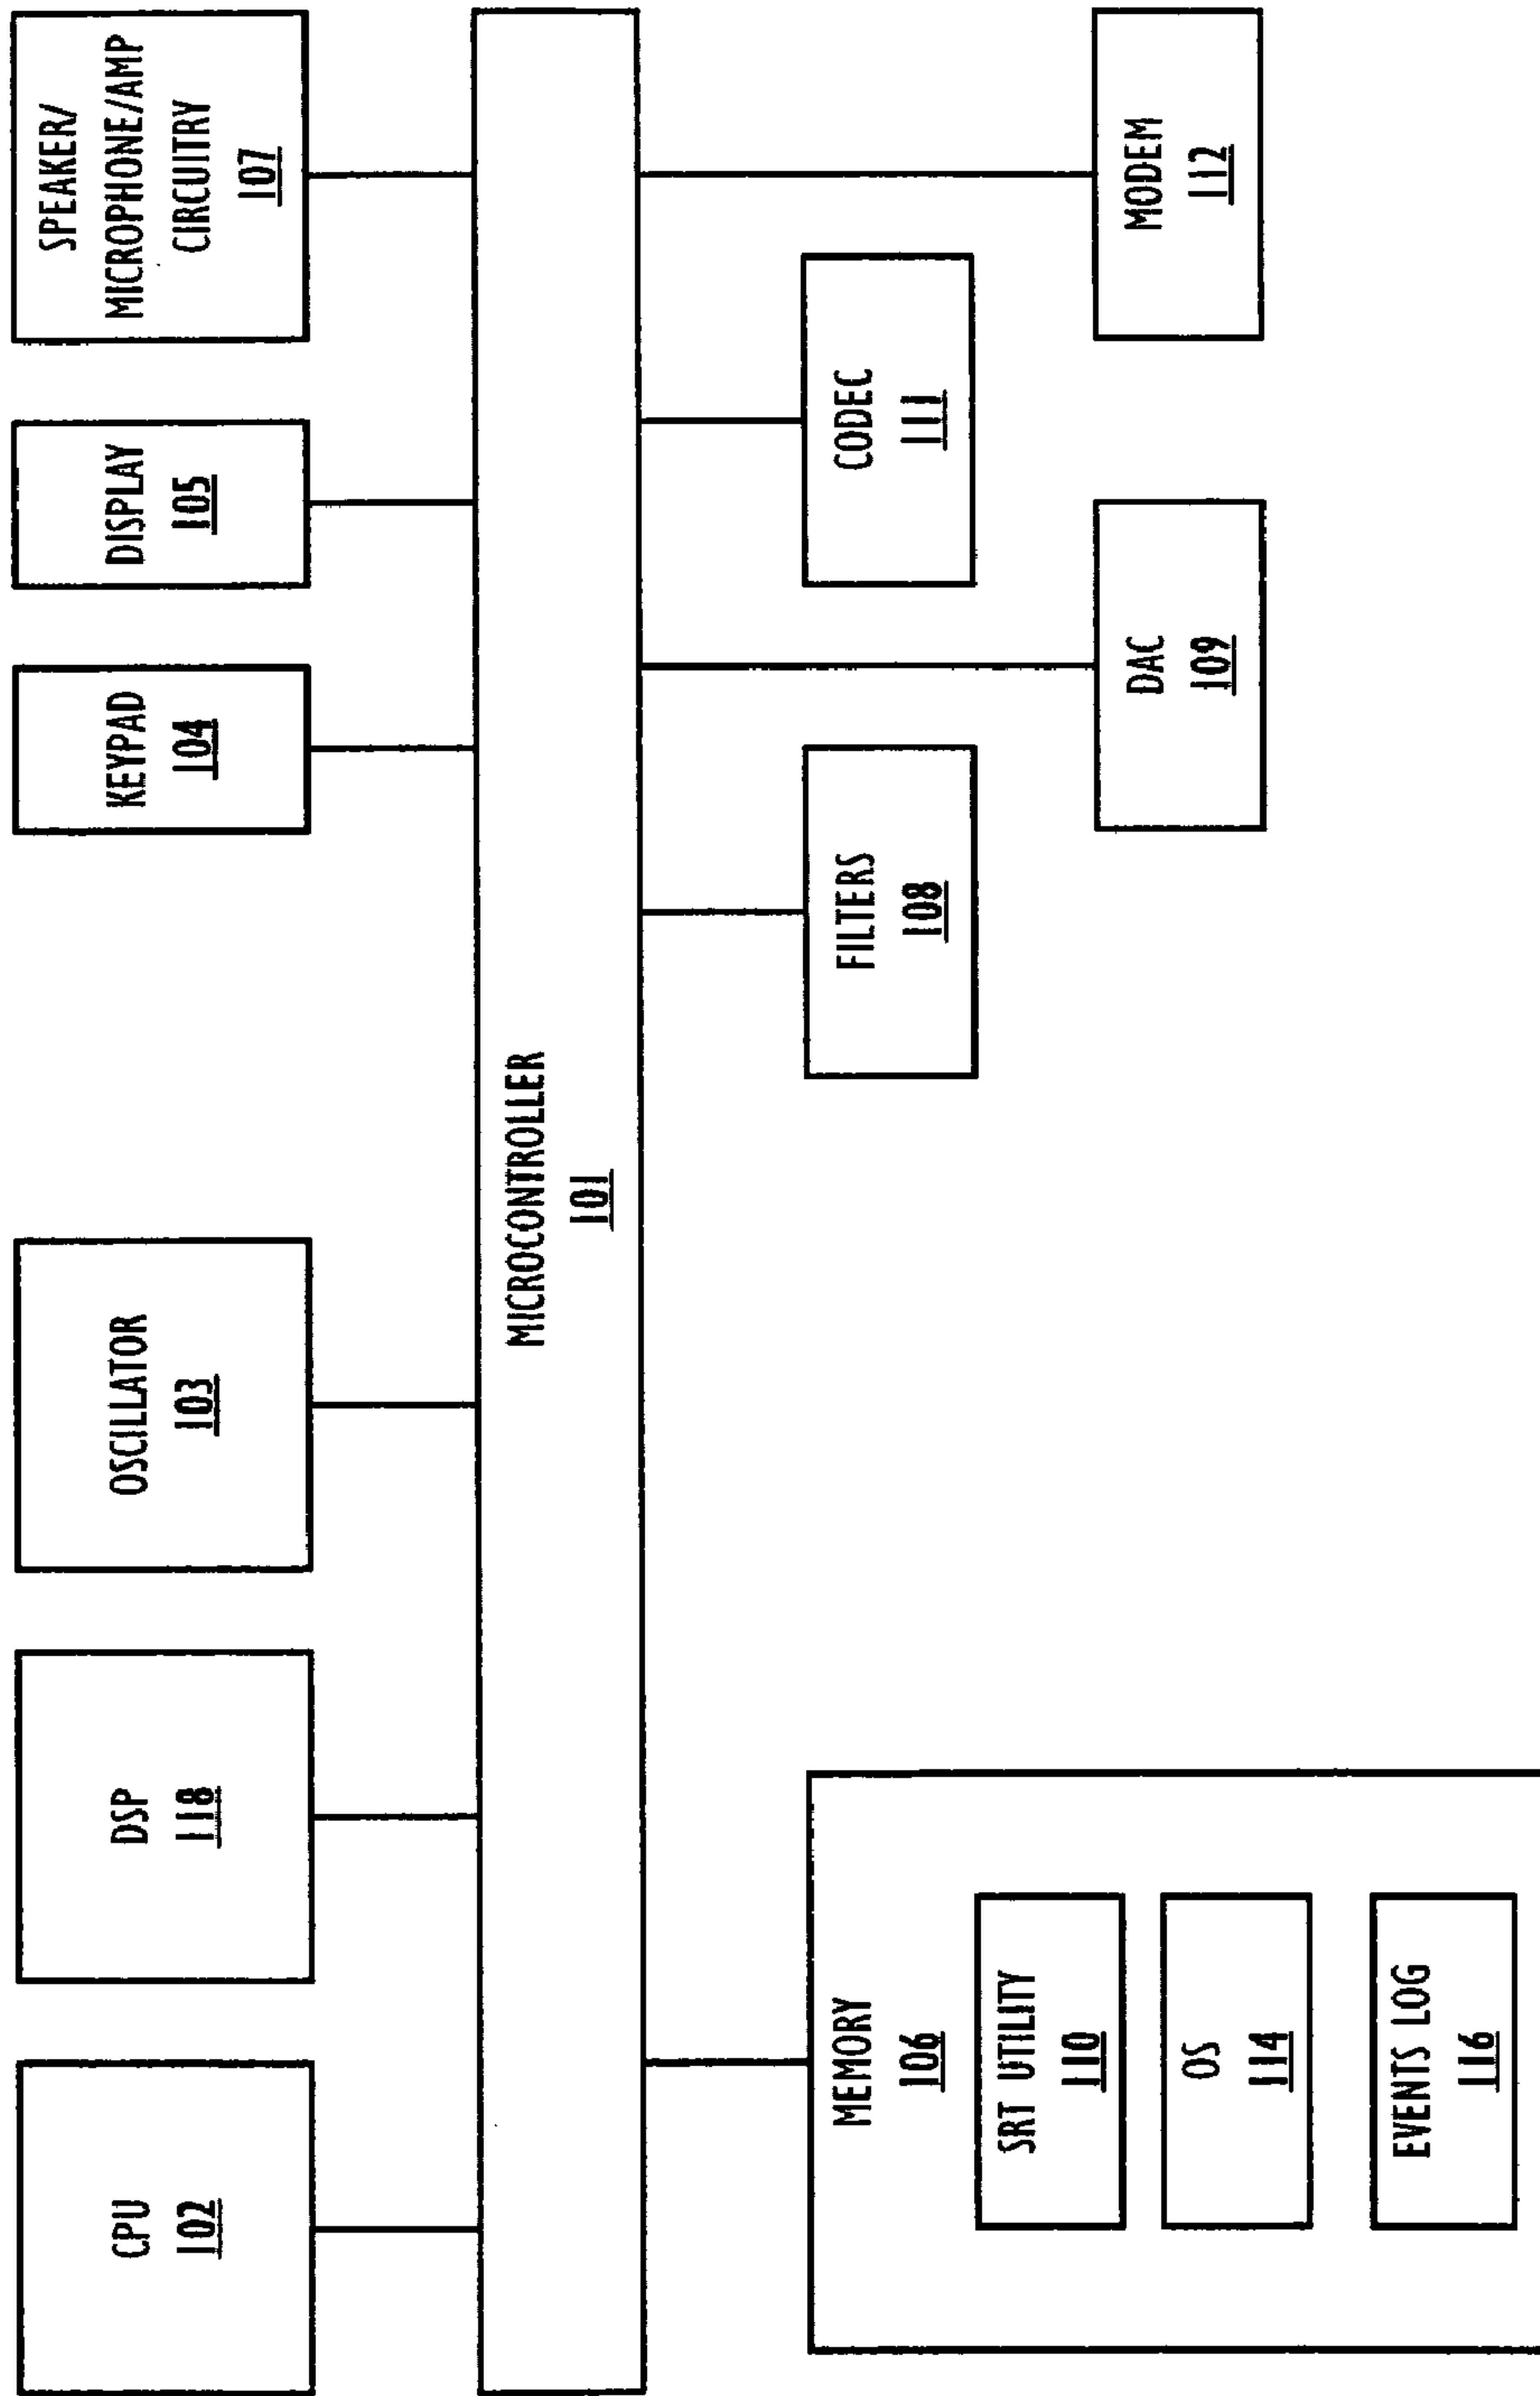 CPU
102
DSP
118
OSCILLATOR
103
KEYPAD
104
DISPLAY
105
SPEAKER/
MICROPHONE/AMP
CIRCUITRY
107
MICROCONTROLLER
101
MEMORY
106
SRT UTILITY
110
OS
114
EVENTS LOG
116
FILTERS
108
DAC
109
CODEC
111
MODEM
112